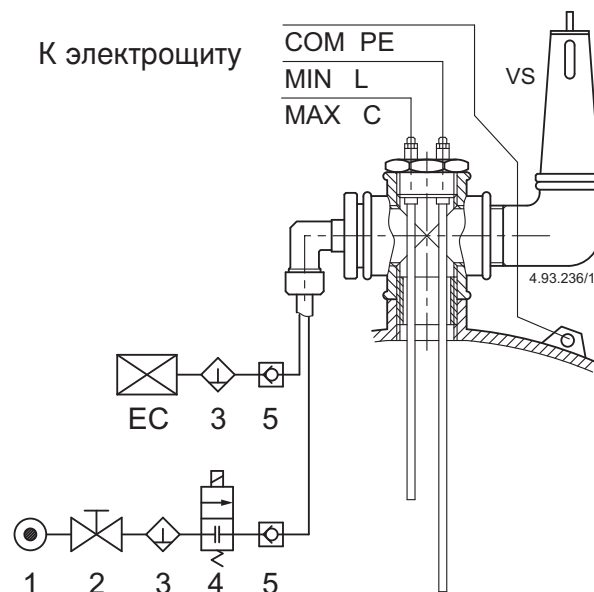 К электрощиту
COM PE
MIN L
MAX C
VS
4.93.236/1
EC 3 5
1 2 3 4 5